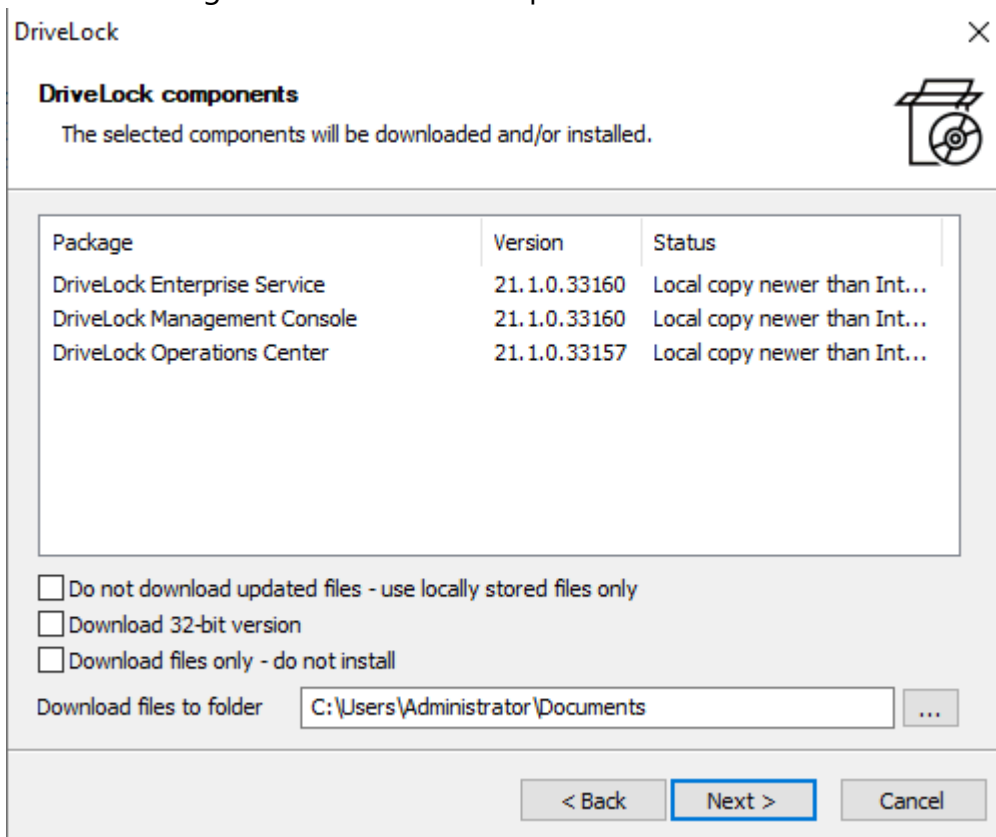 DriveLock
DriveLock components
The selected components will be downloaded and/or installed.
Package Version Status
DriveLock Enterprise Service 21.1.0.33160 Local copy newer than Int...
DriveLock Management Console 21.1.0.33160 Local copy newer than Int...
DriveLock Operations Center 21.1.0.33157 Local copy newer than Int...
Do not download updated files - use locally stored files only
Download 32-bit version
Download files only - do not install
Download files to folder C:\Users\Administrator\Documents ...
< Back Next > Cancel